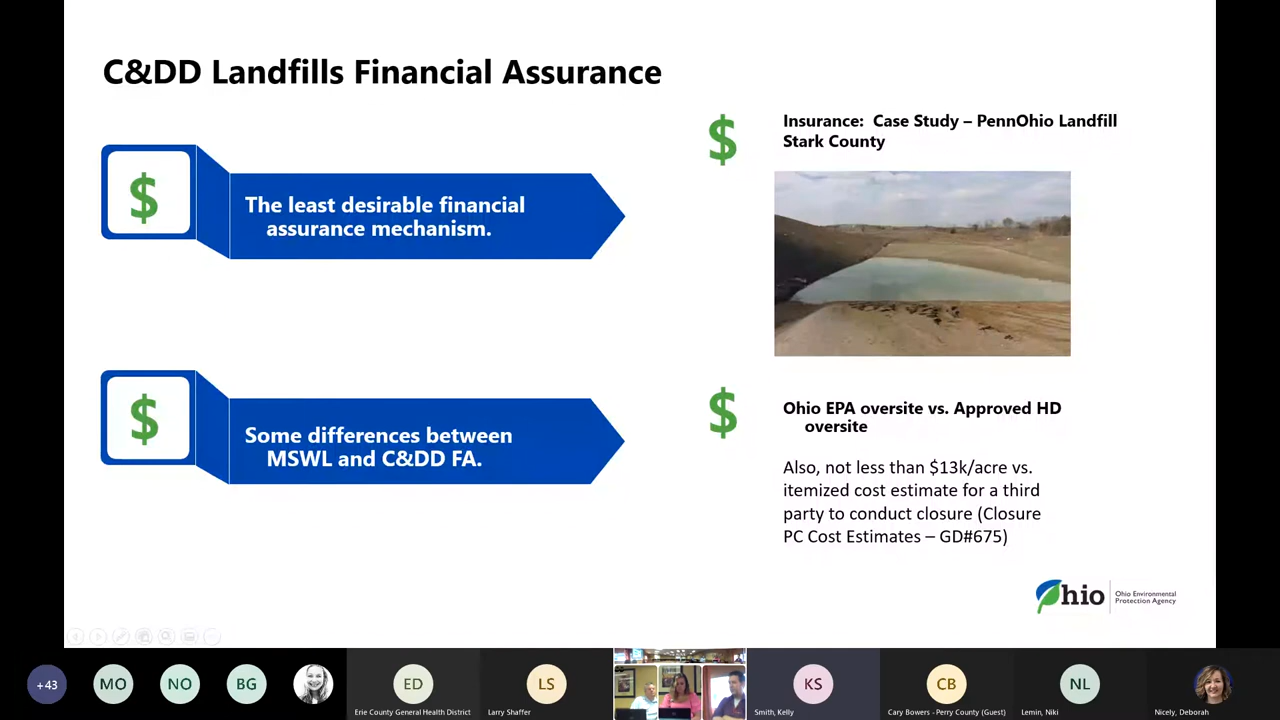 C&DD Landfills Financial Assurance
$
The least desirable financial
assurance mechanism.
$
Insurance: Case Study – PennOhio Landfill
Stark County
$
Some differences between
MSWL and C&DD FA.
$
Ohio EPA oversite vs. Approved HD
oversite
Also, not less than $13k/acre vs.
itemized cost estimate for a third
party to conduct closure (Closure
PC Cost Estimates – GD#675)
Ohio
Ohio Environmental
Protection Agency
+43
MO
NO
BG
ED
Erie County General Health District
LS
Larry Shaffer
KS
Smith, Kelly
CB
Cary Bowers - Perry County (Guest)
NL
Lemin, Niki
Nicely, Deborah